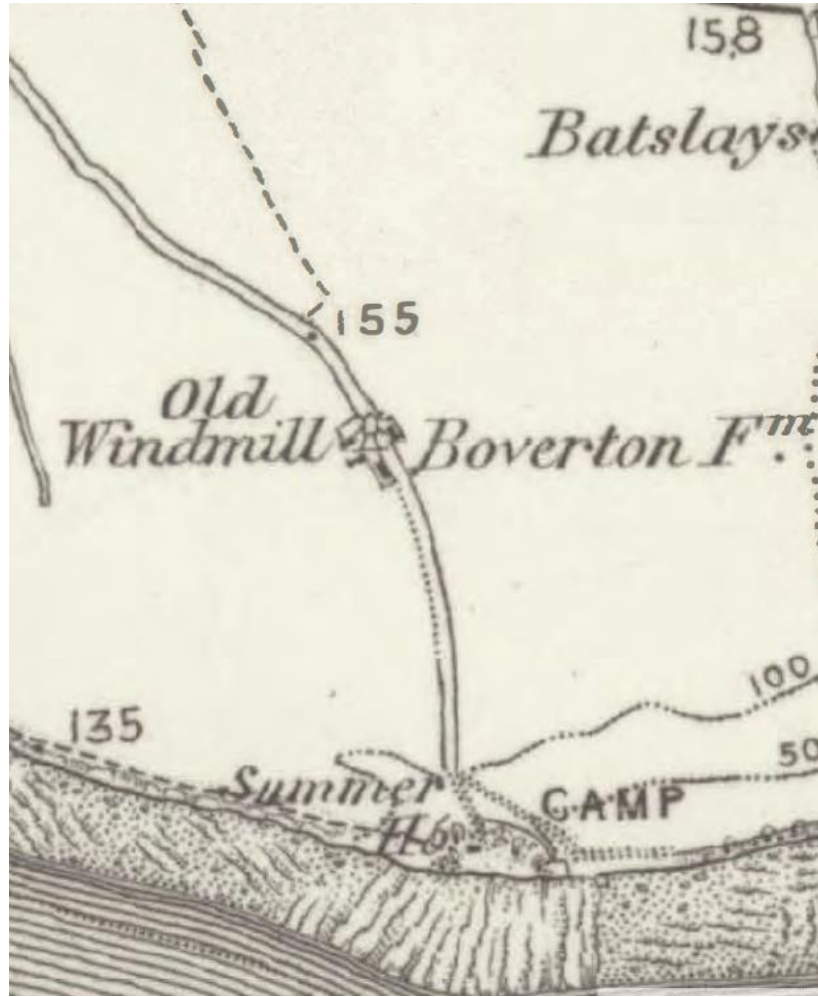 158
Batslays
155
Old
Windmill
Boverton Fm.
100
135
50
Summer
CAMP
Ho